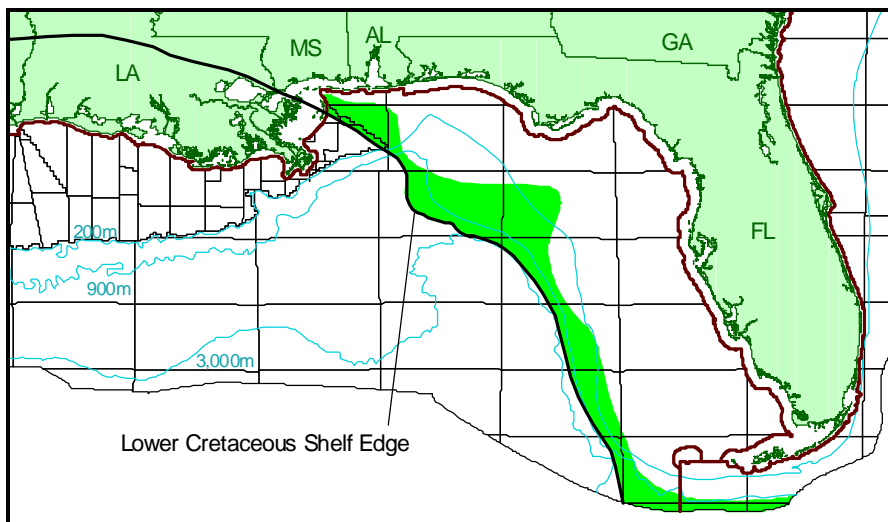 AL
MS
GA
LA
FL
200m
900m
3,000m
Lower Cretaceous Shelf Edge